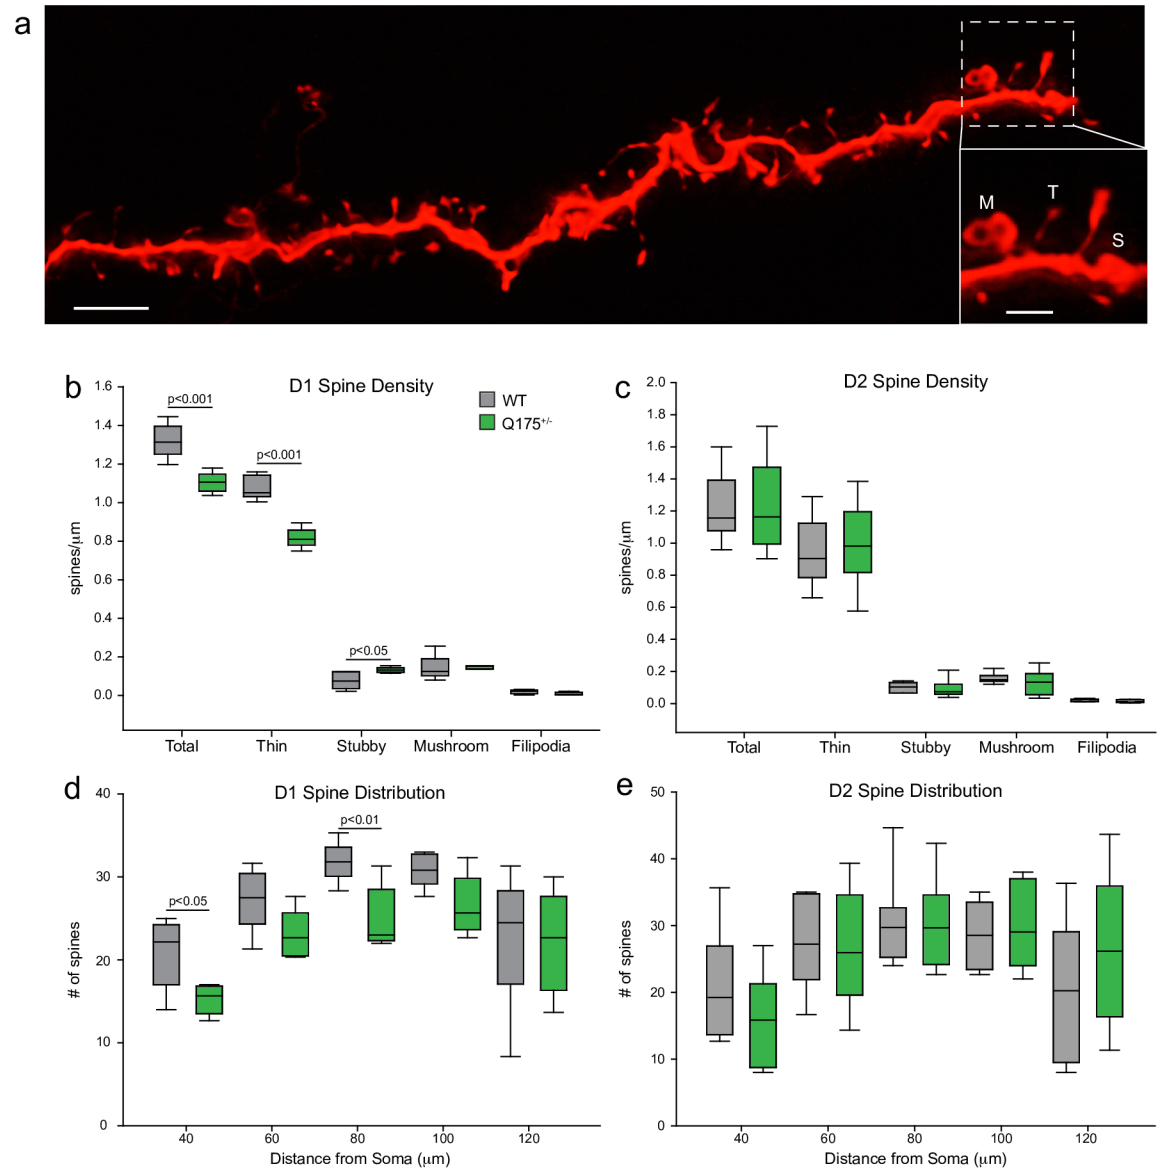 a
M
T
S
b
D1 Spine Density
WT
Q175+/-
p<0.001
p<0.001
p<0.05
spines/μm
1.6
1.4
1.2
1.0
0.8
0.6
0.4
0.2
0.0
Total Thin Stubby Mushroom Filipodia
c
D2 Spine Density
spines/μm
2.0
1.8
1.6
1.4
1.2
1.0
0.8
0.6
0.4
0.2
0.0
Total Thin Stubby Mushroom Filipodia
d
D1 Spine Distribution
p<0.01
p<0.05
# of spines
40
30
20
10
0
40 60 80 100 120
Distance from Soma (μm)
e
D2 Spine Distribution
# of spines
50
40
30
20
10
0
40 60 80 100 120
Distance from Soma (μm)